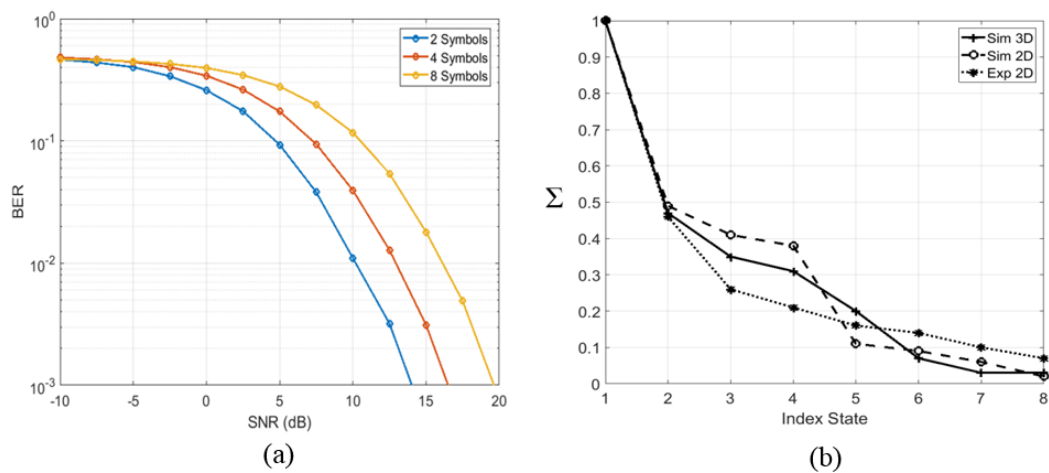 10^0
10^-1
10^-2
10^-3
BER
-10 -5 0 5 10 15 20
SNR (dB)
2 Symbols
4 Symbols
8 Symbols
(a)
1
0.9
0.8
0.7
0.6
0.5
0.4
0.3
0.2
0.1
0
Σ
1 2 3 4 5 6 7 8
Index State
Sim 3D
Sim 2D
Exp 2D
(b)